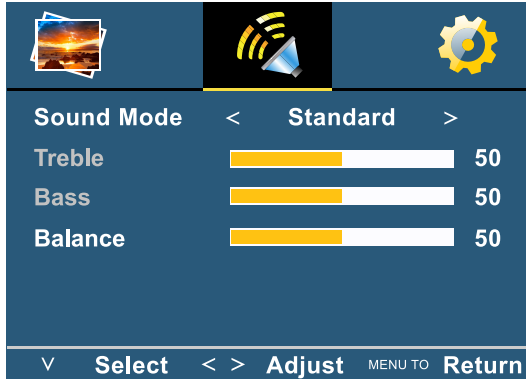 Sound Mode < Standard >
Treble 50
Bass 50
Balance 50
∨ Select < > Adjust MENU TO Return